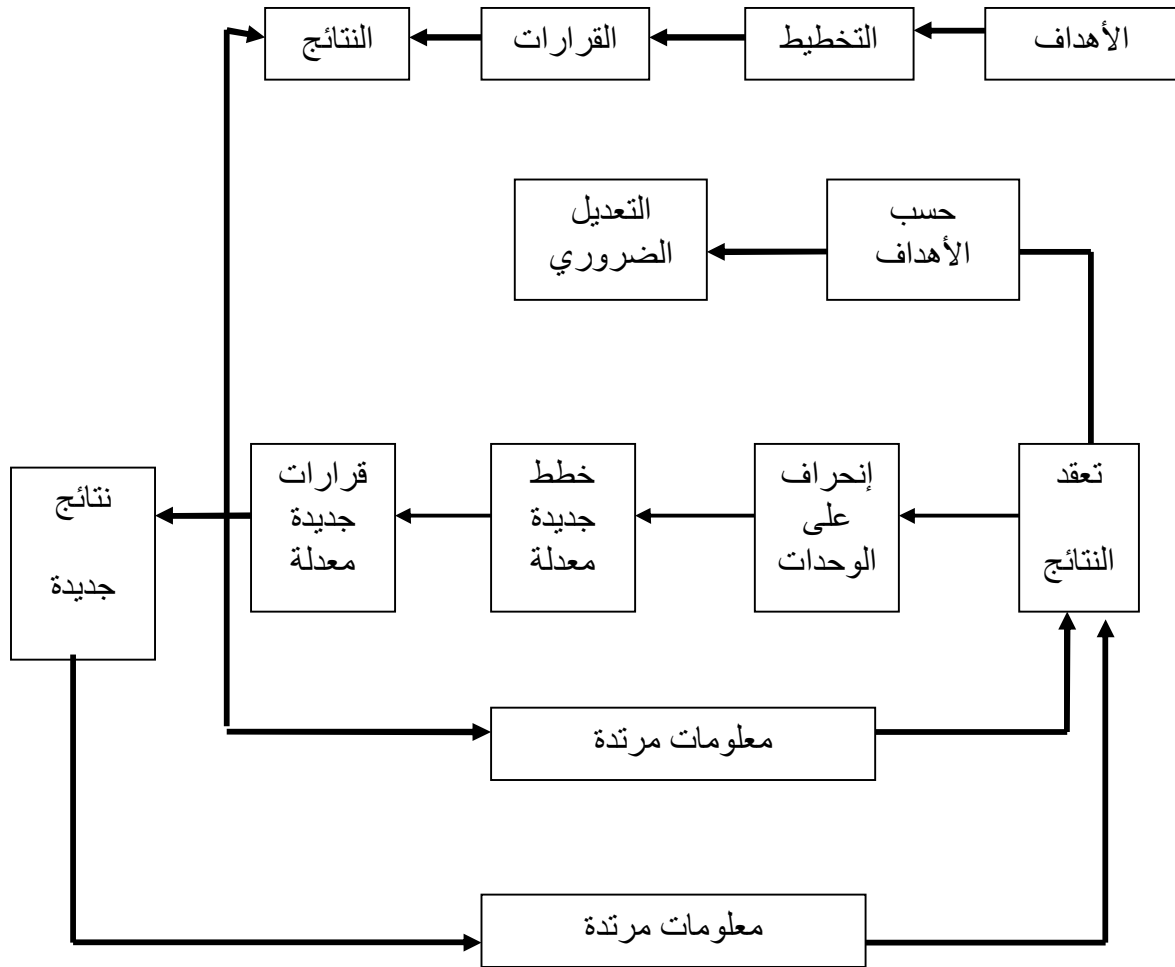 الأهداف
التخطيط
القرارات
النتائج
حسب
الأهداف
التعديل
الضروري
تعقد
النتائج
إنحراف
على
الوحدات
خطط
جديدة
معدلة
قرارات
جديدة
معدلة
نتائج
جديدة
معلومات مرتدة
معلومات مرتدة